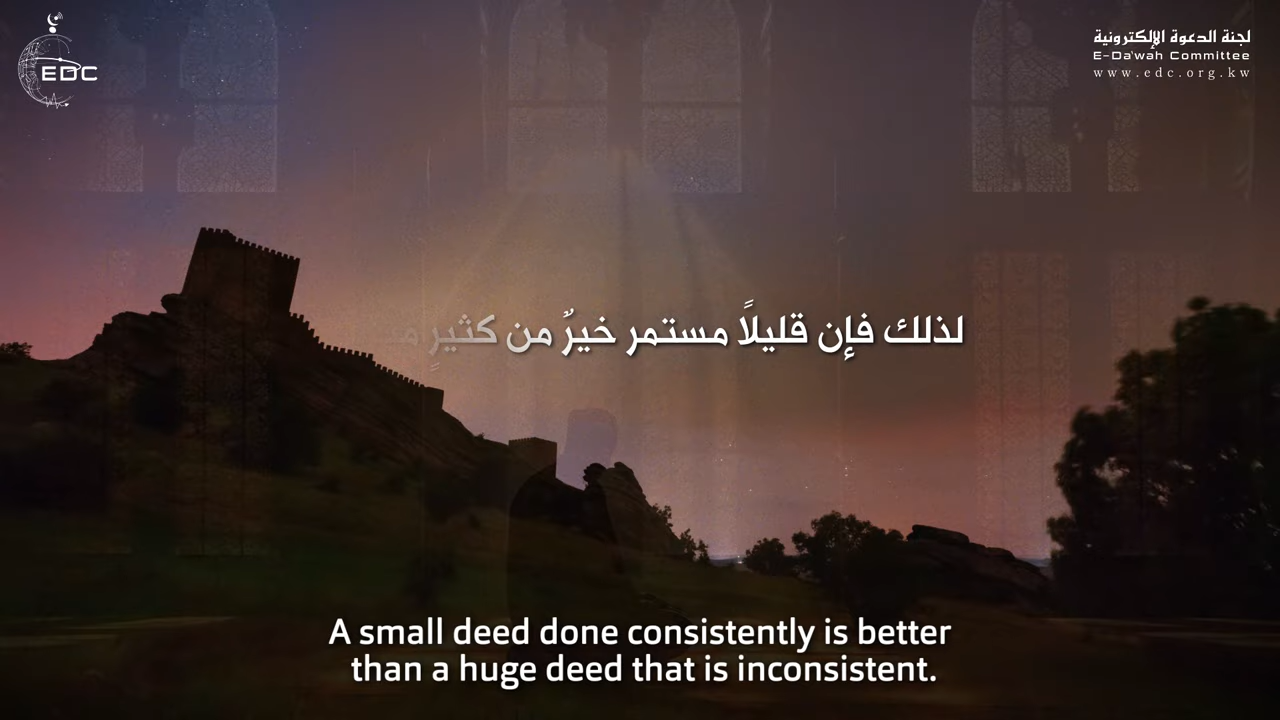 EDC
لجنة الدعوة الإلكترونية
E-Da'wah Committee
www.edc.org.kw
لذلك فإن قليلاً مستمر خيرٌ من كثيرٍ
A small deed done consistently is better
than a huge deed that is inconsistent.